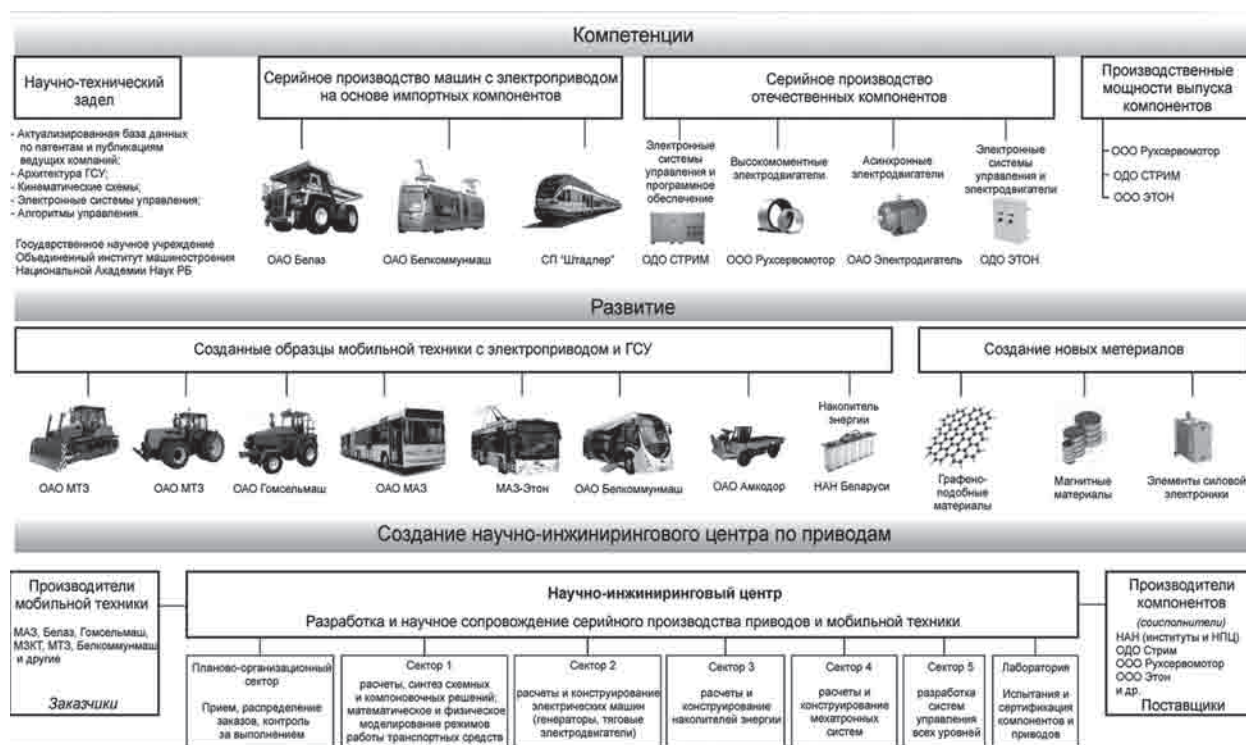 Компетенции
Научно-технический
задел
- Актуализированная база данных
по патентам и публикациям
ведущих компаний;
- Архитектура ГСУ;
- Кинематические схемы;
- Электронные системы управления;
- Алгоритмы управления.
Государственное научное учреждение
Объединенный институт машиностроения
Национальной Академии Наук РБ
Серийное производство машин с электроприводом
на основе импортных компонентов
ОАО Белаз
ОАО Белкоммунмаш
СП "Штадлер"
Серийное производство
отечественных компонентов
Электронные
системы
управления и
программное
обеспечение
ОДО СТРИМ
Высокомоментные
электродвигатели
ООО Рухсервомотор
Асинхронные
электродвигатели
ОАО Электродигатель
Электронные
системы
управления и
электродвигатели
ОДО ЭТОН
Производственные
мощности выпуска
компонентов
ООО Рухсервомотор
ОДО СТРИМ
ООО ЭТОН
Развитие
Созданные образцы мобильной техники с электроприводом и ГСУ
ОАО МТЗ
ОАО МТЗ
ОАО Гомсельмаш
ОАО МАЗ
МАЗ-Этон
ОАО Белкоммунмаш
ОАО Амкодор
Накопитель
энергии
НАН Беларуси
Создание новых метериалов
Графено-
подобные
материалы
Магнитные
материалы
Элементы силовой
электроники
Создание научно-инжинирингового центра по приводам
Производители
мобильной техники
МАЗ, Белаз, Гомсельмаш,
МЗКТ, МТЗ, Белкоммунмаш
и другие
Заказчики
Научно-инжиниринговый центр
Разработка и научное сопровождение серийного производства приводов и мобильной техники
Планово-организационный
сектор
Прием, распределение
заказов, контроль
за выполнением
Сектор 1
расчеты, синтез схемных
и компоновочных решений;
математическое и физическое
моделирование режимов
работы транспортных средств
Сектор 2
расчеты и конструирование
электрических машин
(генераторы, тяговые
электродвигатели)
Сектор 3
расчеты и
конструирование
накопителей энергии
Сектор 4
расчеты и
конструирование
мехатронных
систем
Сектор 5
разработка
систем
управления
всех уровней
Лаборатория
Испытания и
сертификация
компонентов и
приводов
Производители
компонентов
(соисполнители)
НАН (институты и НПЦ)
ОДО Стрим
ООО Рухсервомотор
ООО Этон
и др.
Поставщики